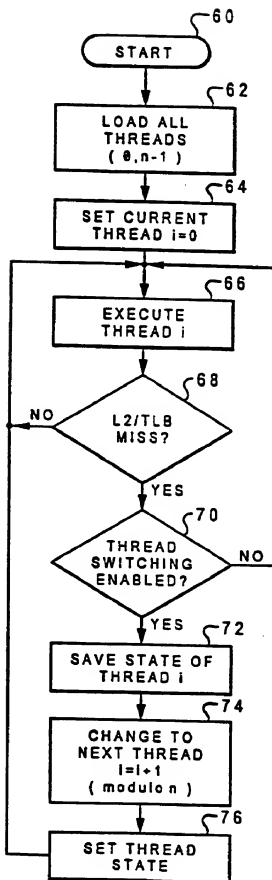 60
START
62
LOAD ALL
THREADS
(0,n-1)
64
SET CURRENT
THREAD i=0
66
EXECUTE
THREAD i
68
NO
L2/TLB
MISS?
YES
70
THREAD
SWITCHING
ENABLED?
NO
YES
72
SAVE STATE OF
THREAD i
74
CHANGE TO
NEXT THREAD
i=i+1
(modulo n)
76
SET THREAD
STATE